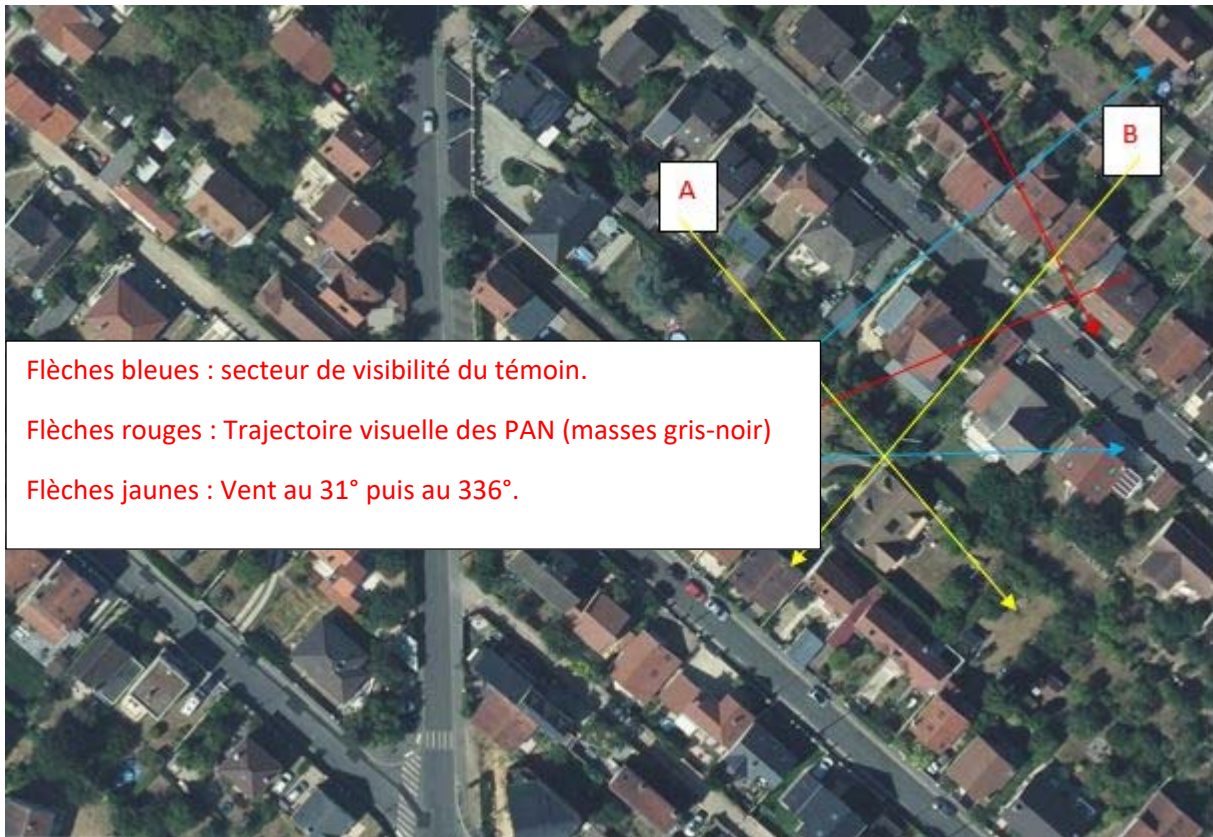 A
B
Flèches bleues : secteur de visibilité du témoin.
Flèches rouges : Trajectoire visuelle des PAN (masses gris-noir)
Flèches jaunes : Vent au 31° puis au 336°.